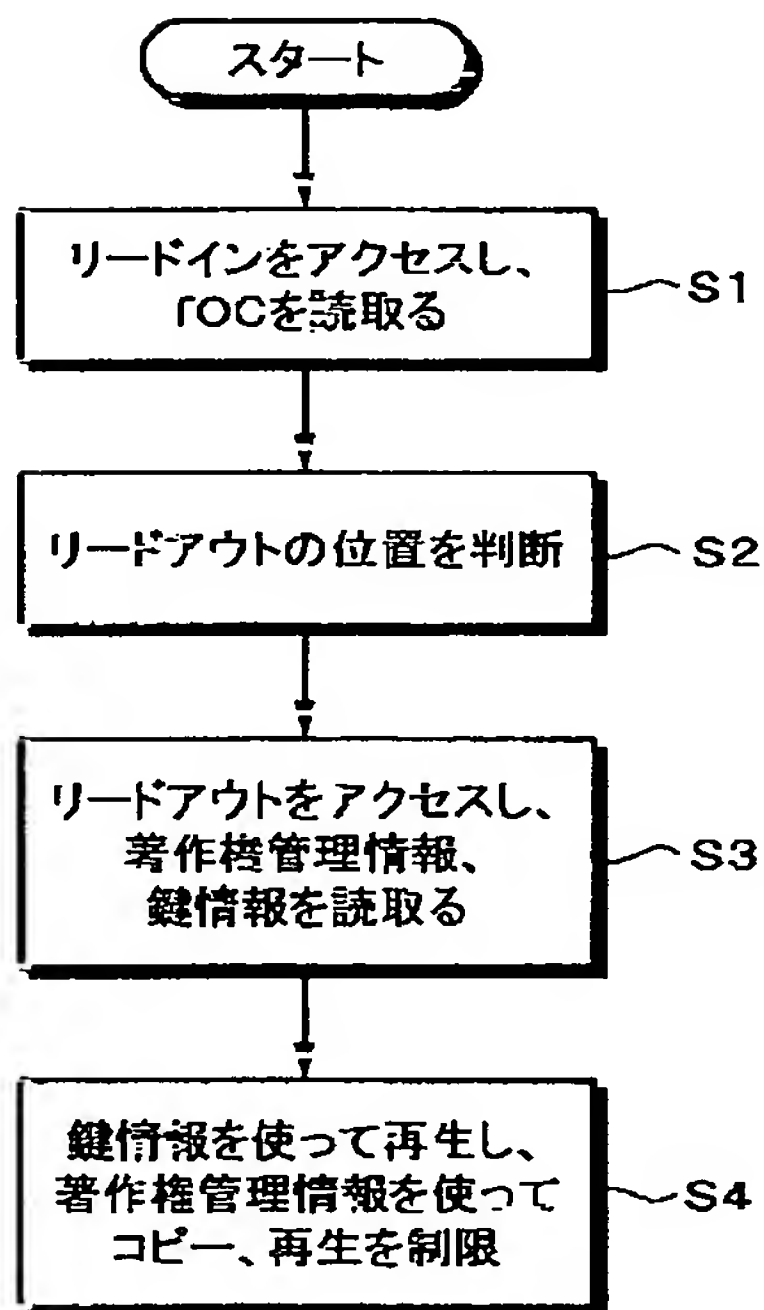 スタート
リードインをアクセスし、
TOCを読取る
S1
リードアウトの位置を判断
S2
リードアウトをアクセスし、
著作権管理情報、
鍵情報を読取る
S3
鍵情報を使って再生し、
著作権管理情報を使って
コピー、再生を制限
S4